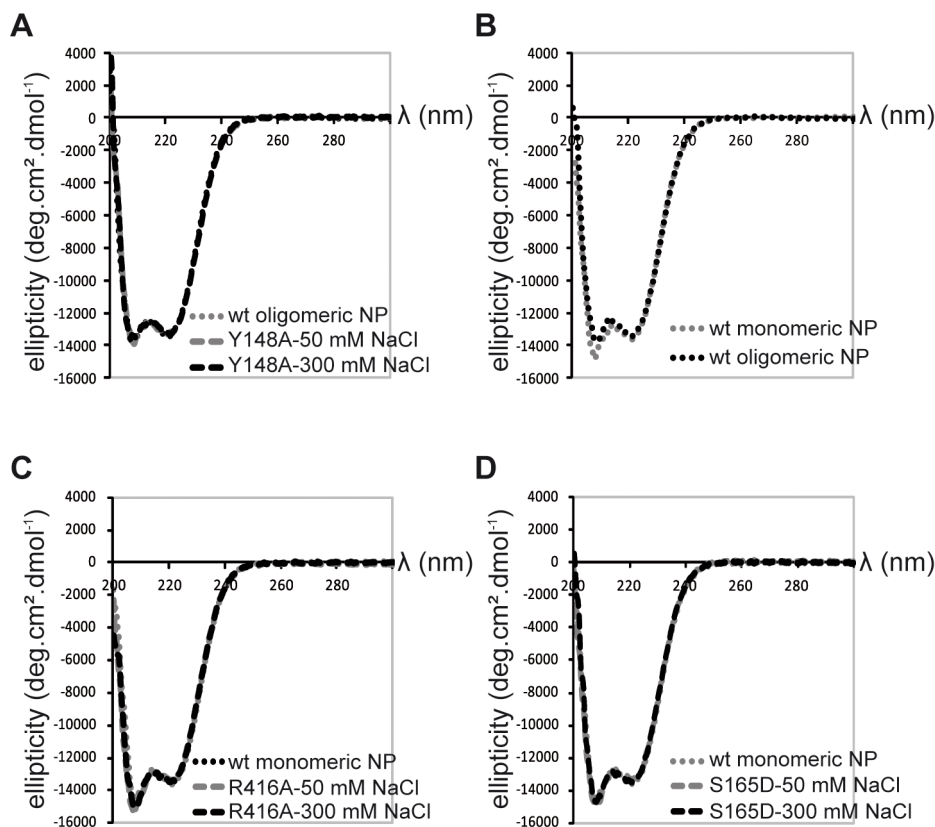 A
ellipticity (deg.cm².dmol⁻¹)
4000
2000
0
-2000
-4000
-6000
-8000
-10000
-12000
-14000
-16000
200 220 240 260 280
λ (nm)
wt oligomeric NP
Y148A-50 mM NaCl
Y148A-300 mM NaCl
B
ellipticity (deg.cm².dmol⁻¹)
4000
2000
0
-2000
-4000
-6000
-8000
-10000
-12000
-14000
-16000
200 220 240 260 280
λ (nm)
wt monomeric NP
wt oligomeric NP
C
ellipticity (deg.cm².dmol⁻¹)
4000
2000
0
-2000
-4000
-6000
-8000
-10000
-12000
-14000
-16000
200 220 240 260 280
λ (nm)
wt monomeric NP
R416A-50 mM NaCl
R416A-300 mM NaCl
D
ellipticity (deg.cm².dmol⁻¹)
4000
2000
0
-2000
-4000
-6000
-8000
-10000
-12000
-14000
-16000
200 220 240 260 280
λ (nm)
wt monomeric NP
S165D-50 mM NaCl
S165D-300 mM NaCl